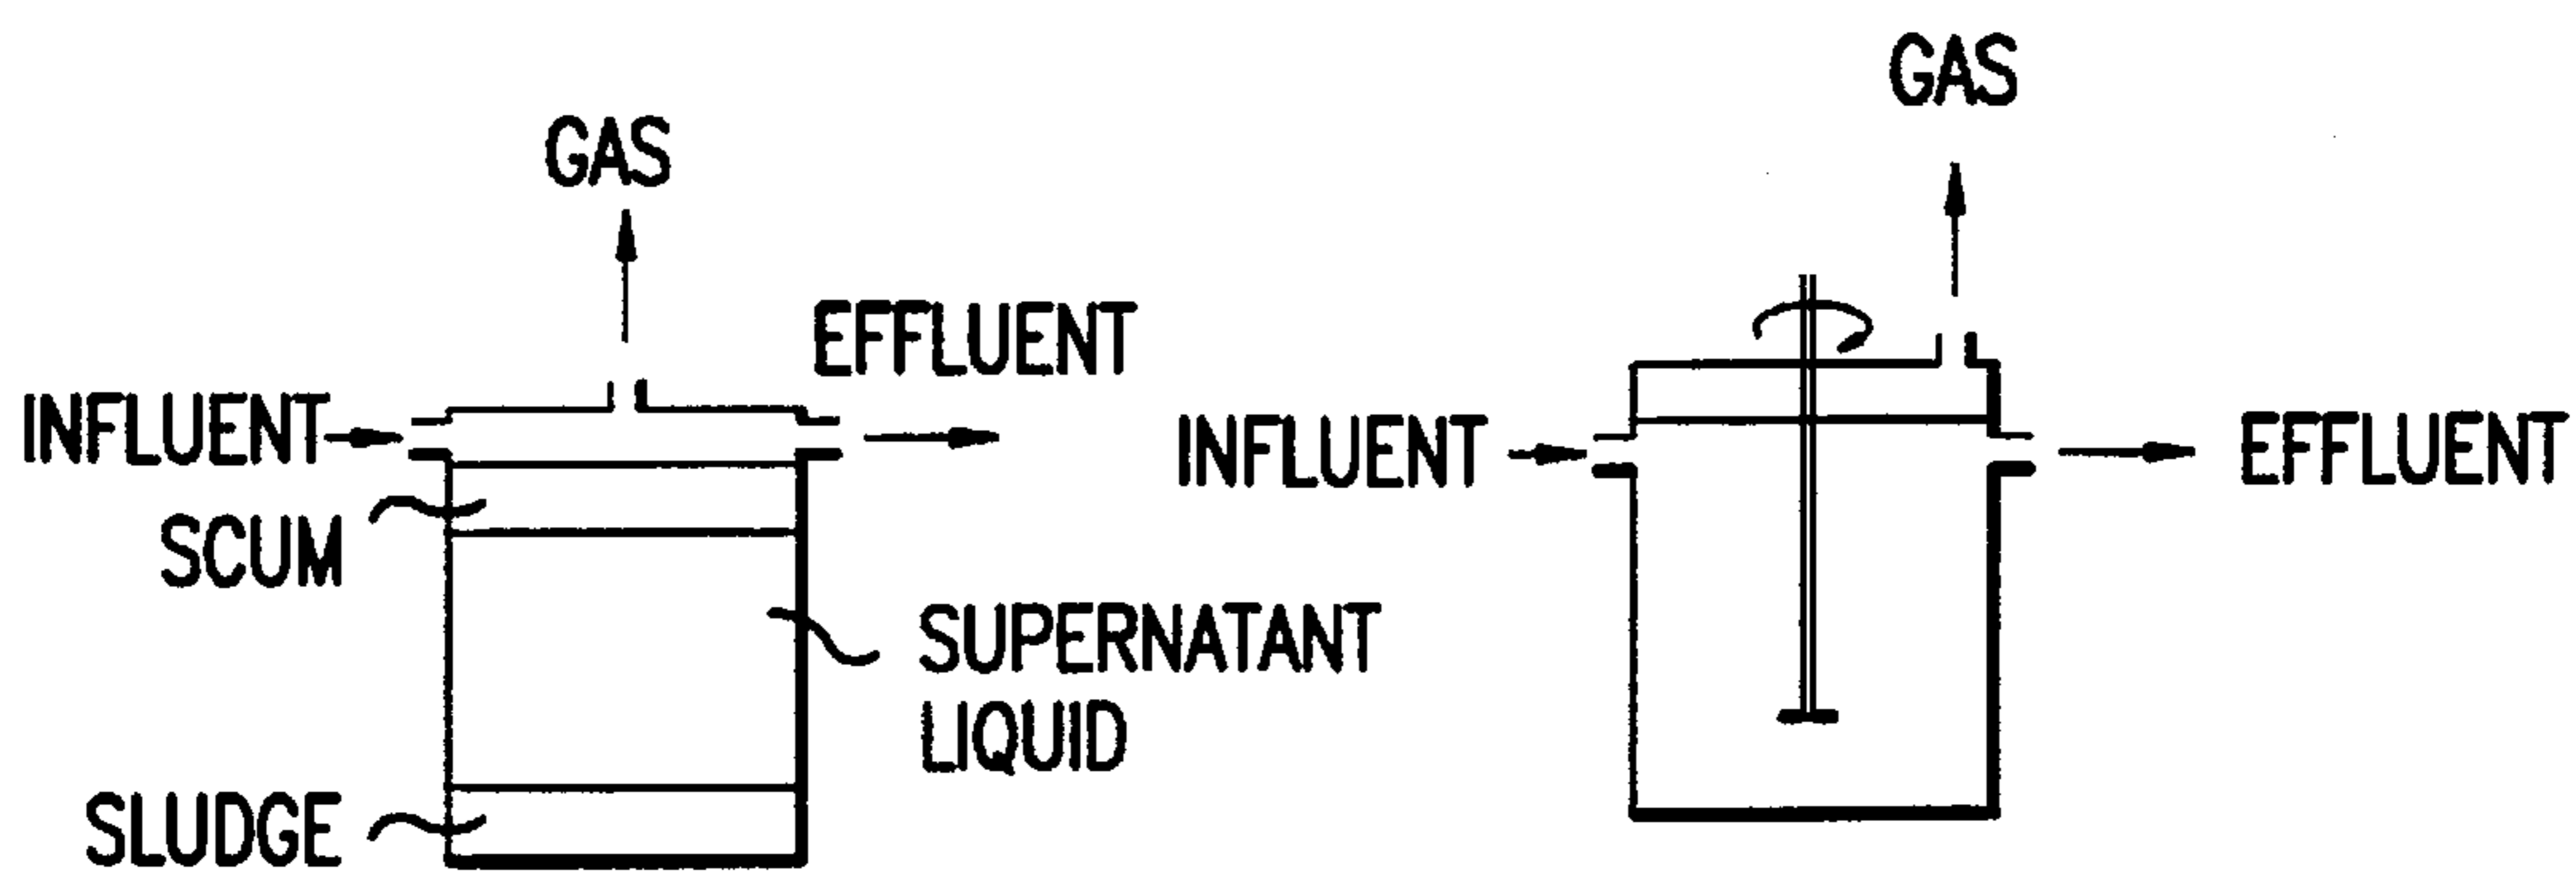 GAS
EFFLUENT
INFLUENT
SCUM
SUPERNATANT
LIQUID
SLUDGE
GAS
INFLUENT
EFFLUENT